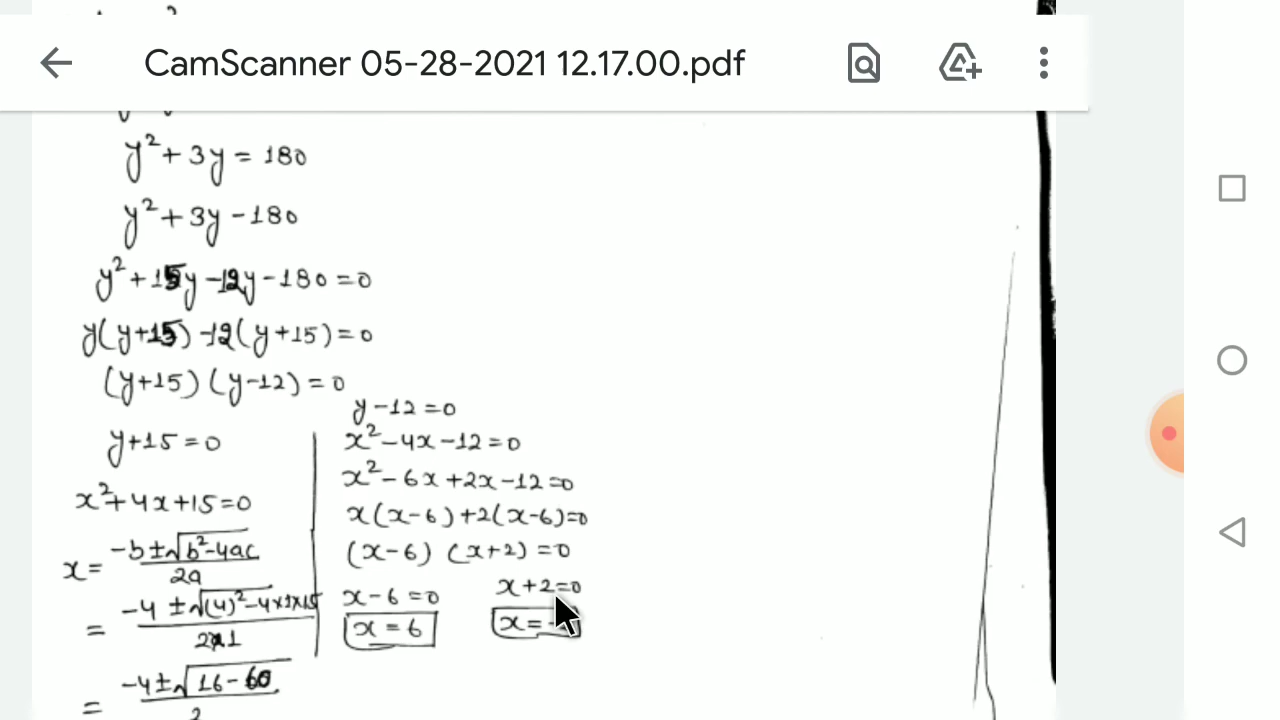 CamScanner 05-28-2021 12.17.00.pdf
y²+3y = 180
y²+3y-180
y²+15y-12y-180=0
y(y+15)-12(y+15)=0
(y+15)(y-12)=0
y+15=0
x²+4x+15=0
x= -b±√b²-4ac / 2a
= -4±√(4)²-4×1×15 / 2×1
= -4±√16-60 / 2
y-12=0
x²-4x-12=0
x²-6x+2x-12=0
x(x-6)+2(x-6)=0
(x-6) (x+2)=0
x-6=0 x+2=0
x=6 x=-